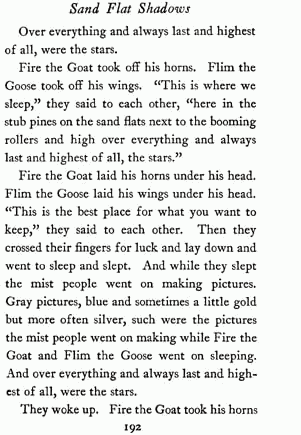 Sand Flat Shadows
Over everything and always last and highest
of all, were the stars.
Fire the Goat took off his horns. Flim the
Goose took off his wings. "This is where we
sleep," they said to each other, "here in the
stub pines on the sand flats next to the booming
rollers and high over everything and always
last and highest of all, the stars."
Fire the Goat laid his horns under his head.
Flim the Goose laid his wings under his head.
"This is the best place for what you want to
keep," they said to each other. Then they
crossed their fingers for luck and lay down and
went to sleep and slept. And while they slept
the mist people went on making pictures.
Gray pictures, blue and sometimes a little gold
but more often silver, such were the pictures
the mist people went on making while Fire the
Goat and Flim the Goose went on sleeping.
And over everything and always last and high-
est of all, were the stars.
They woke up. Fire the Goat took his horns
192